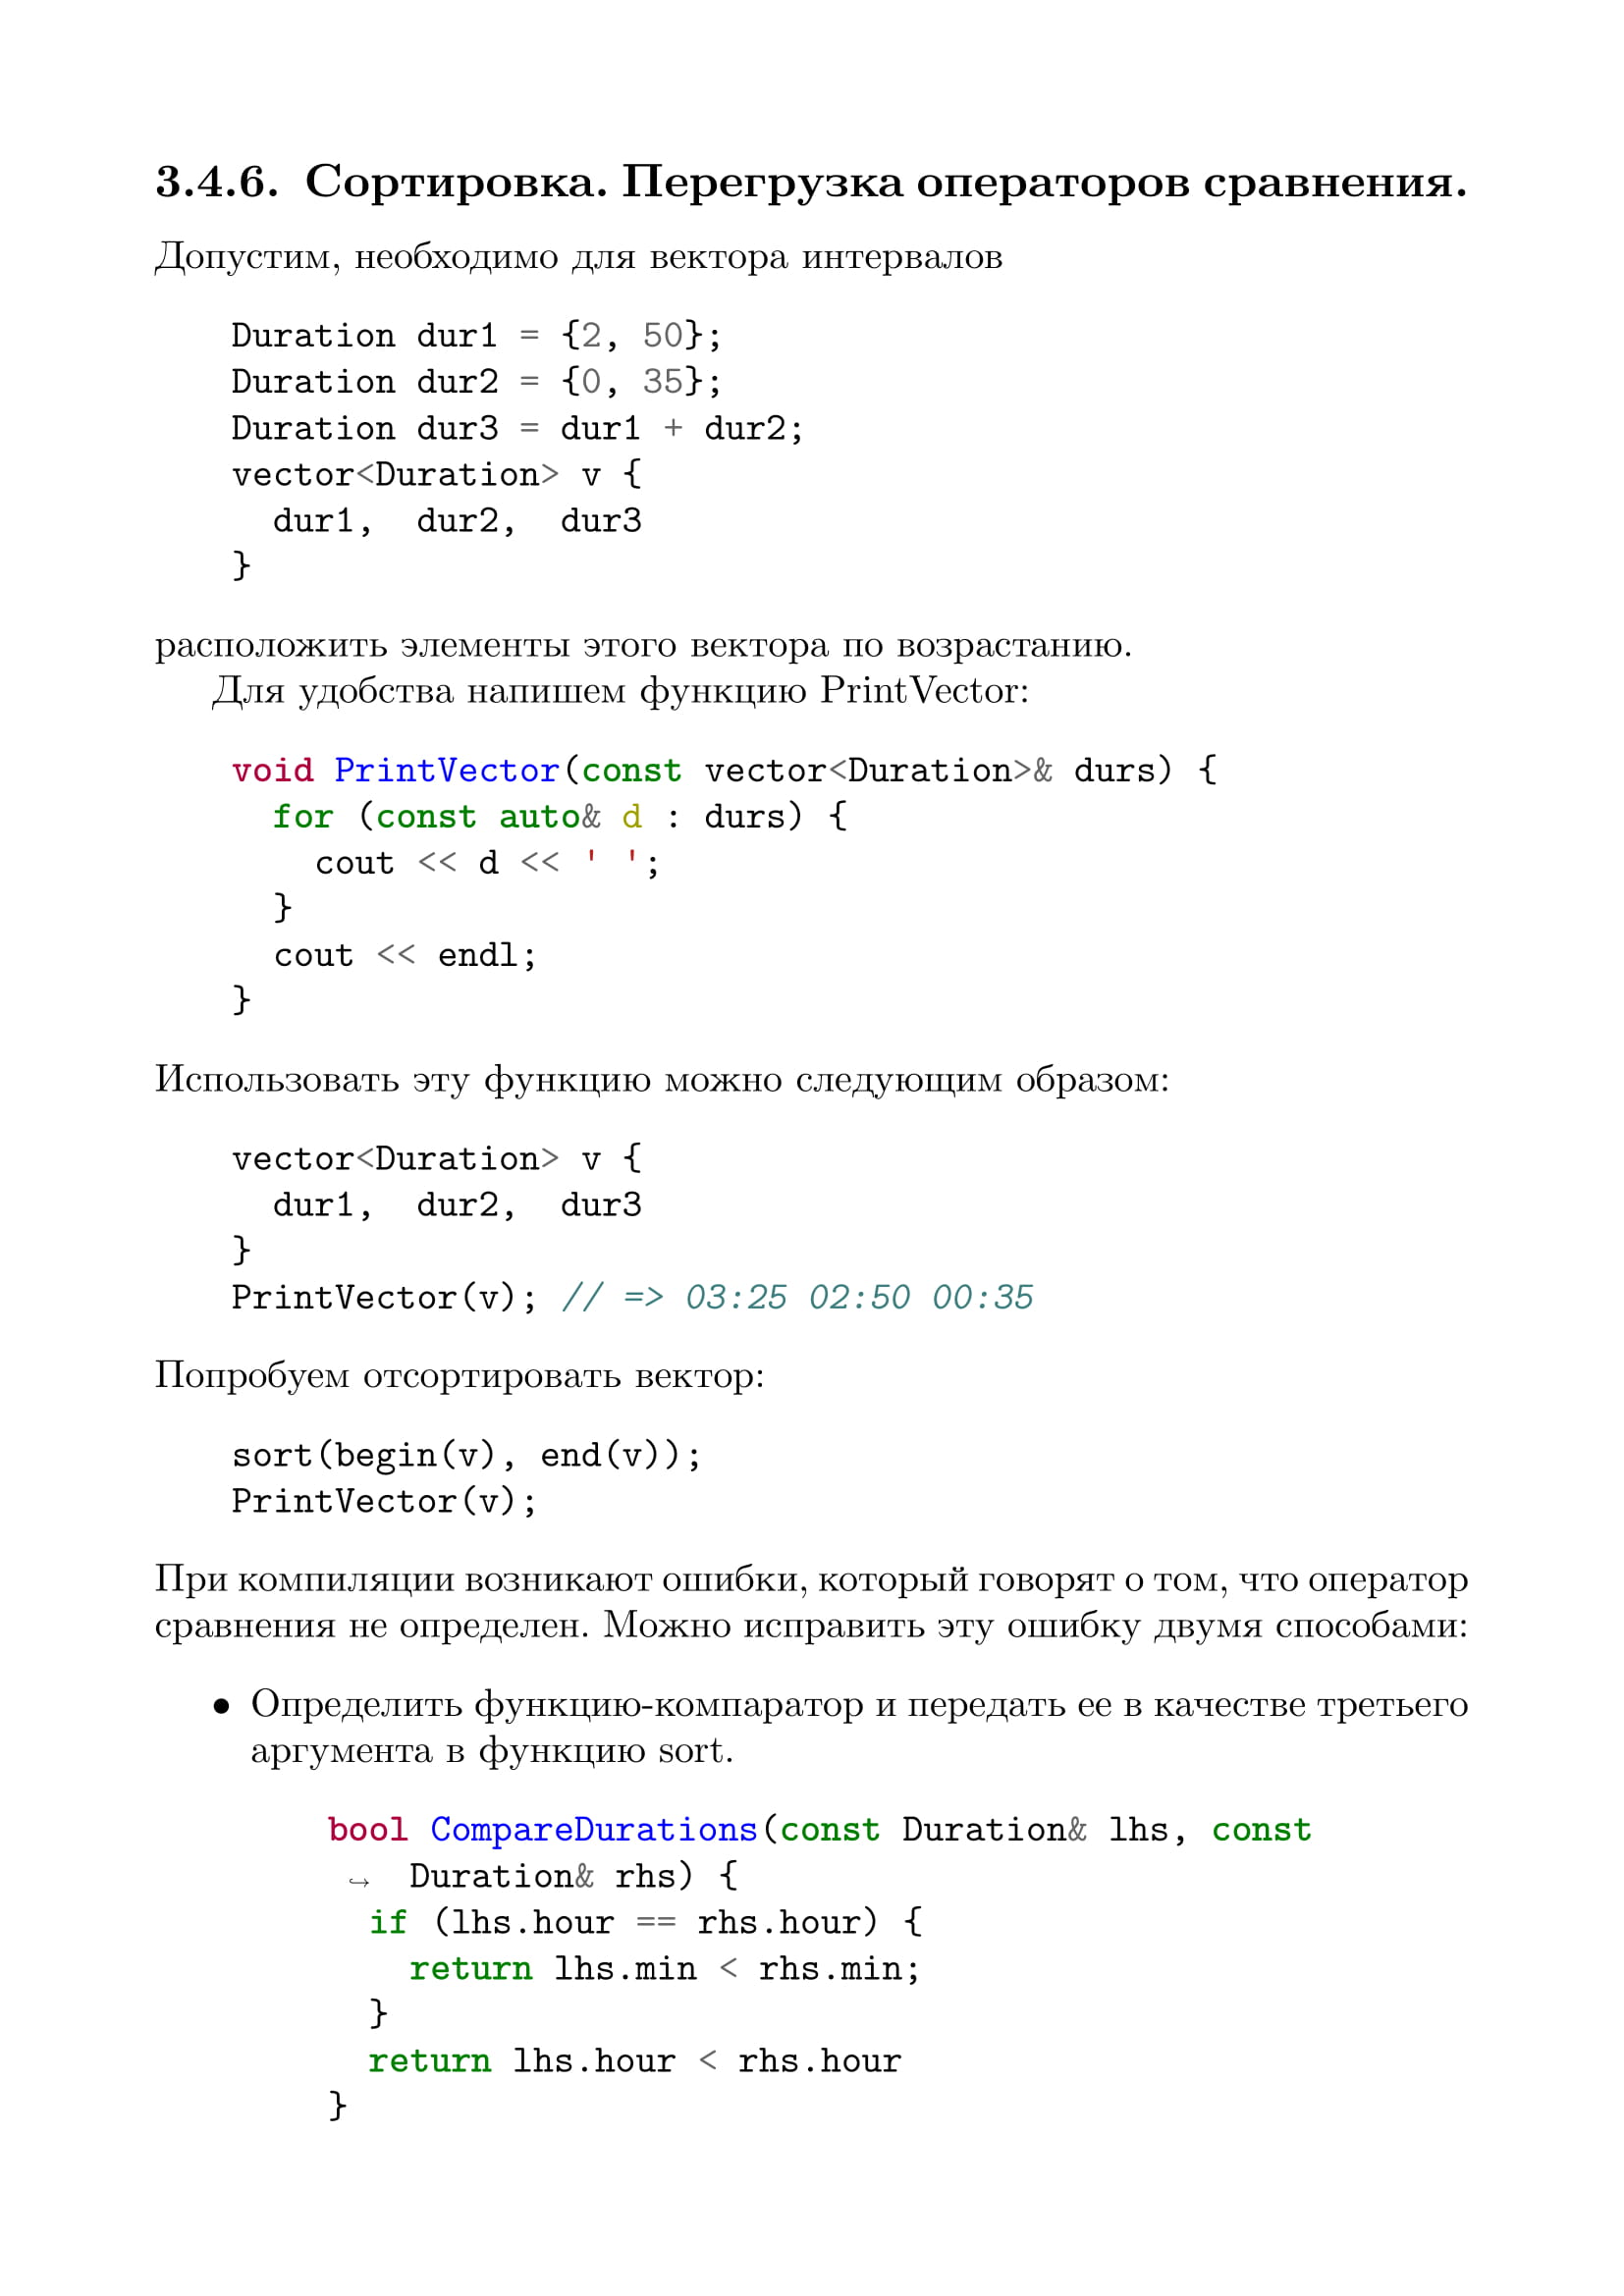 3.4.6. Сортировка. Перегрузка операторов сравнения.
Допустим, необходимо для вектора интервалов
Duration dur1 = {2, 50};
Duration dur2 = {0, 35};
Duration dur3 = dur1 + dur2;
vector<Duration> v {
  dur1,  dur2,  dur3
}
расположить элементы этого вектора по возрастанию.
Для удобства напишем функцию PrintVector:
void PrintVector(const vector<Duration>& durs) {
  for (const auto& d : durs) {
    cout << d << ' ';
  }
  cout << endl;
}
Использовать эту функцию можно следующим образом:
vector<Duration> v {
  dur1,  dur2,  dur3
}
PrintVector(v); // => 03:25 02:50 00:35
Попробуем отсортировать вектор:
sort(begin(v), end(v));
PrintVector(v);
При компиляции возникают ошибки, который говорят о том, что оператор
сравнения не определен. Можно исправить эту ошибку двумя способами:
• Определить функцию-компаратор и передать ее в качестве третьего
аргумента в функцию sort.
bool CompareDurations(const Duration& lhs, const
↪  Duration& rhs) {
  if (lhs.hour == rhs.hour) {
    return lhs.min < rhs.min;
  }
  return lhs.hour < rhs.hour
}